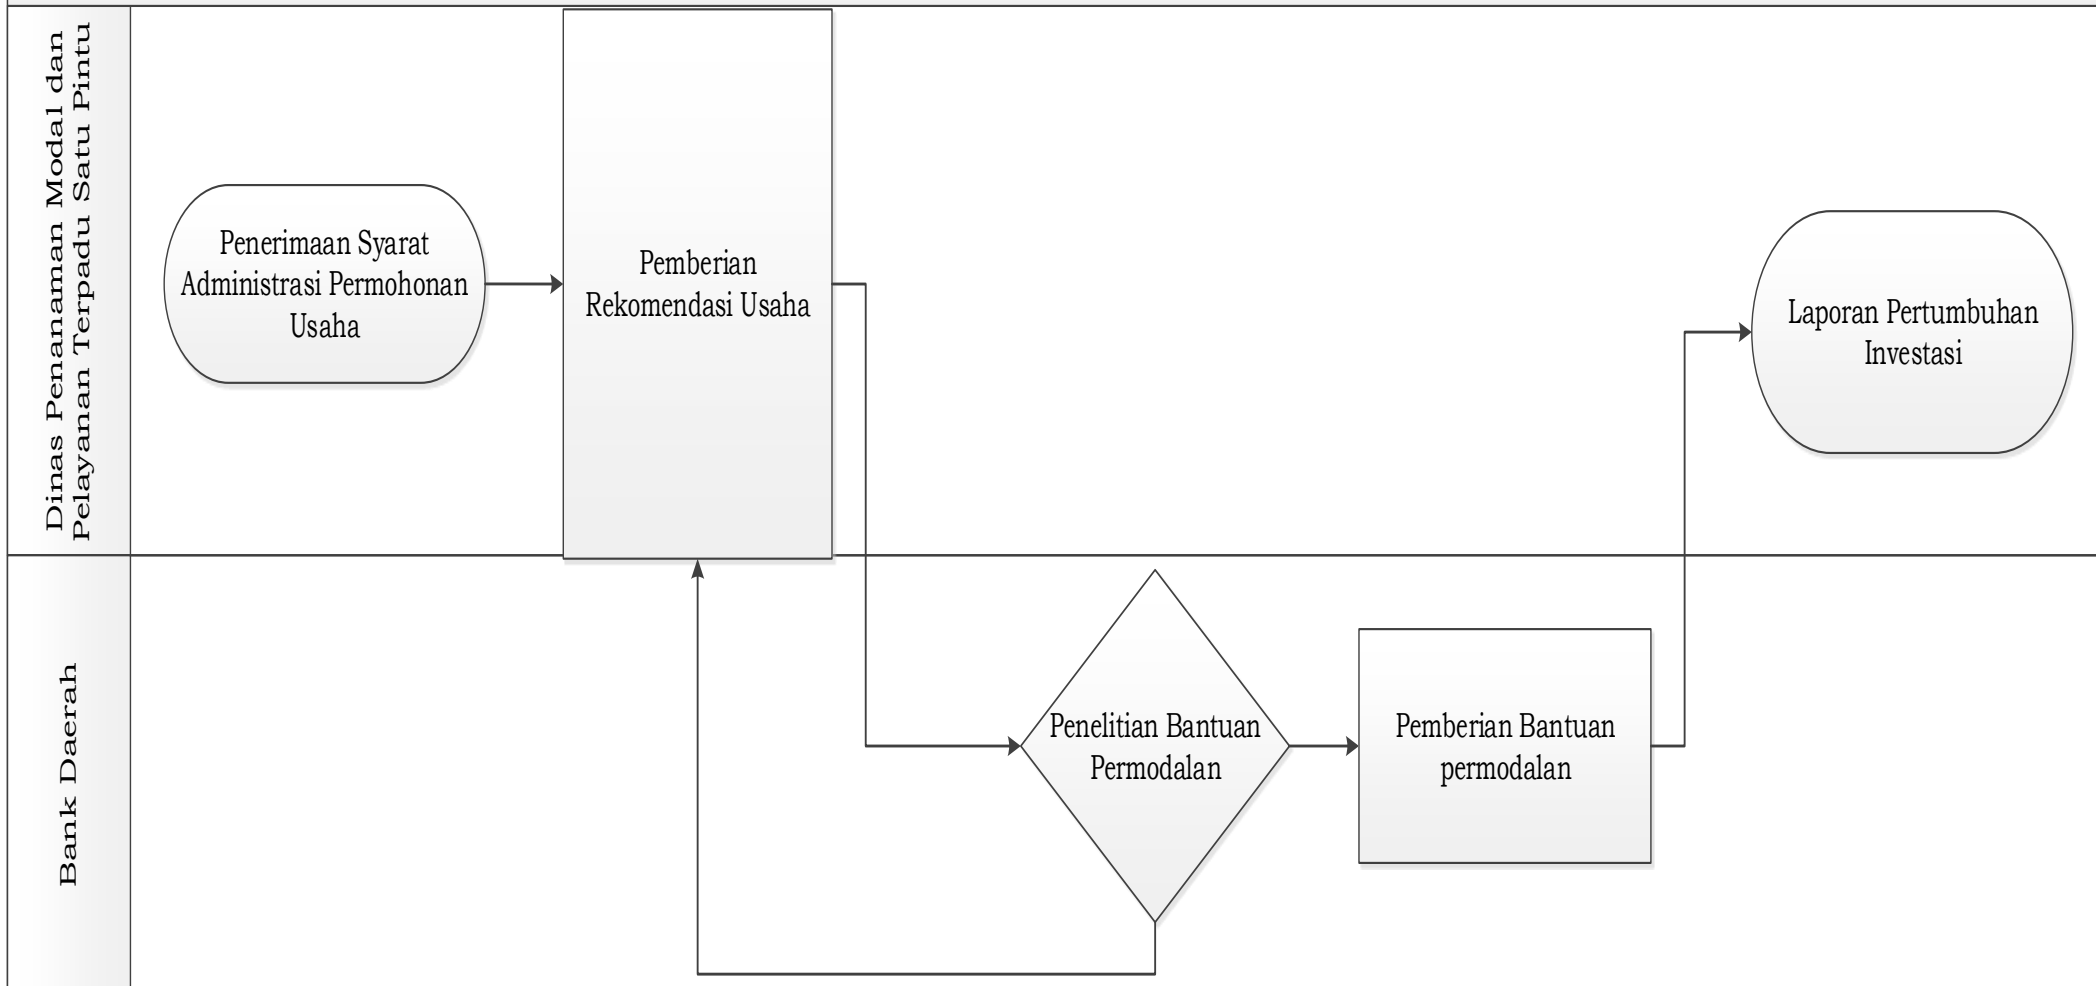 Dinas Penanaman Modal dan
Pelayanan Terpadu Satu Pintu
Penerimaan Syarat
Administrasi Permohonan
Usaha
Pemberian
Rekomendasi Usaha
Laporan Pertumbuhan
Investasi
Bank Daerah
Penelitian Bantuan
Permodalan
Pemberian Bantuan
permodalan